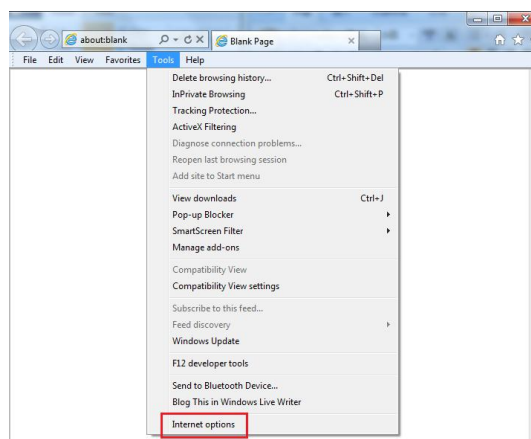 about:blank
Blank Page
File Edit View Favorites Tools Help
Delete browsing history... Ctrl+Shift+Del
InPrivate Browsing Ctrl+Shift+P
Tracking Protection...
ActiveX Filtering
Diagnose connection problems...
Reopen last browsing session
Add site to Start menu
View downloads Ctrl+J
Pop-up Blocker
SmartScreen Filter
Manage add-ons
Compatibility View
Compatibility View settings
Subscribe to this feed...
Feed discovery
Windows Update
F12 developer tools
Send to Bluetooth Device...
Blog This in Windows Live Writer
Internet options